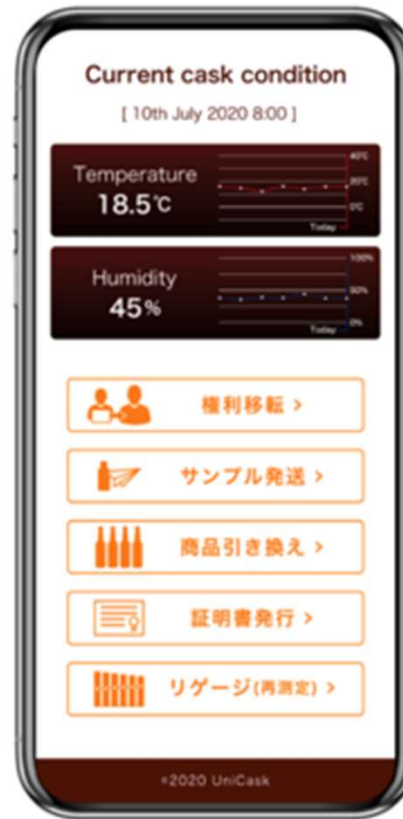 Current cask condition
[ 10th July 2020 8:00 ]
Temperature
18.5℃
40℃
20℃
0℃
Today
Humidity
45%
100%
50%
0%
Today
権利移転 >
サンプル発送 >
商品引き換え >
証明書発行 >
リゲージ(再測定) >
©2020 UniCask